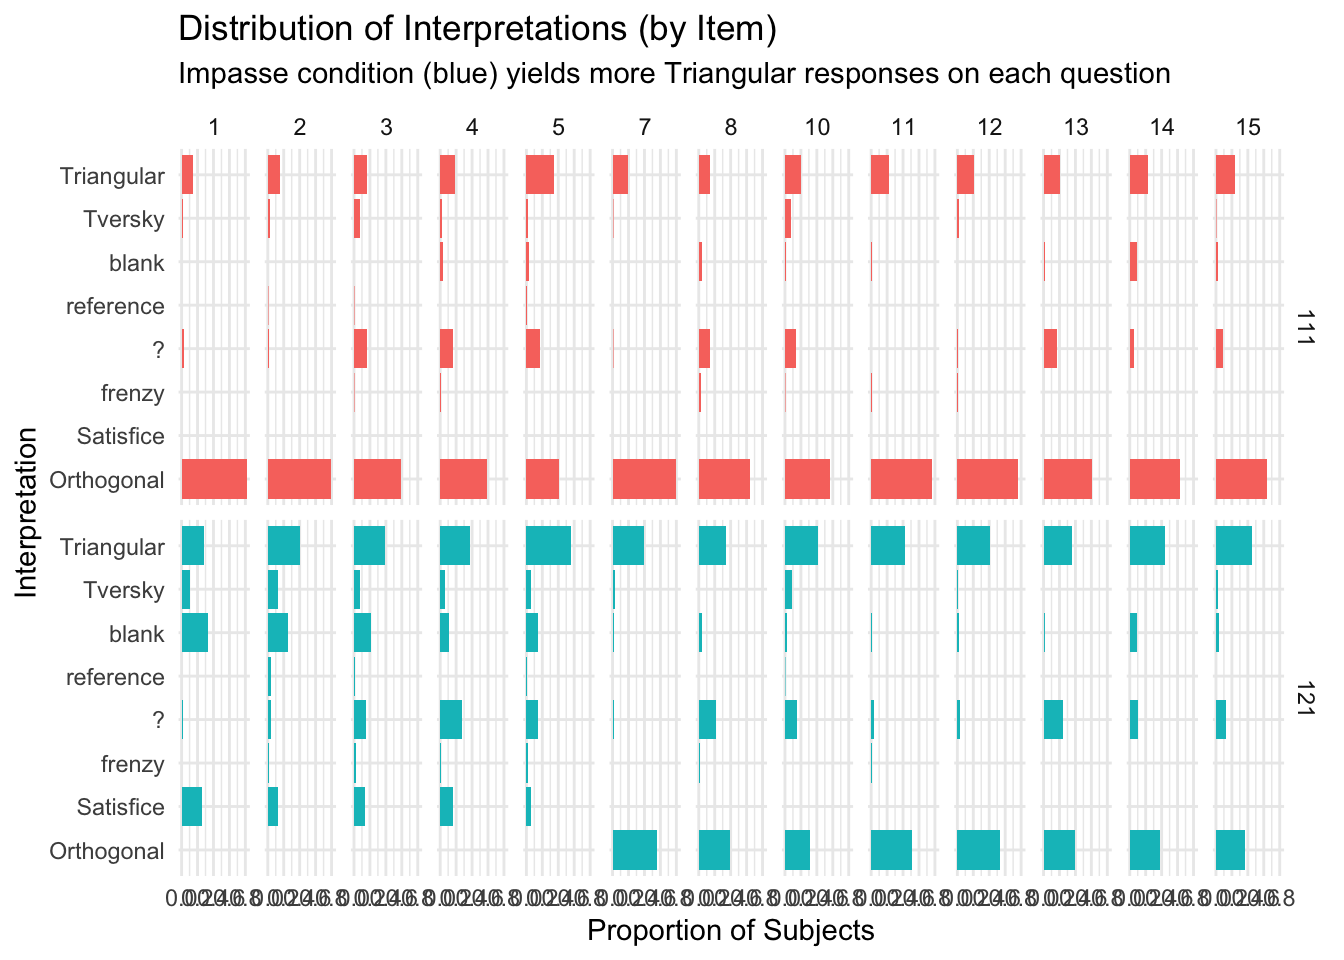 Distribution of Interpretations (by Item)
Impasse condition (blue) yields more Triangular responses on each question
1 2 3 4 5 7 8 10 11 12 13 14 15
Triangular
Tversky
blank
reference
?
frenzy
Satisfice
Orthogonal
111
Interpretation
Triangular
Tversky
blank
reference
?
frenzy
Satisfice
Orthogonal
121
Proportion of Subjects